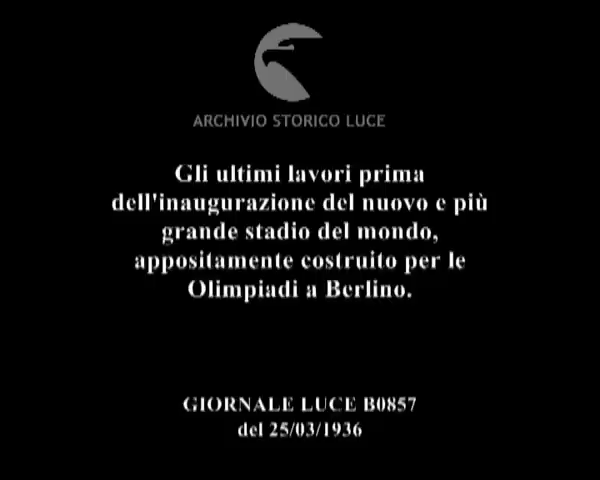 ARCHIVIO STORICO LUCE
Gli ultimi lavori prima
dell'inaugurazione del nuovo e più
grande stadio del mondo,
appositamente costruito per le
Olimpiadi a Berlino.
GIORNALE LUCE B0857
del 25/03/1936